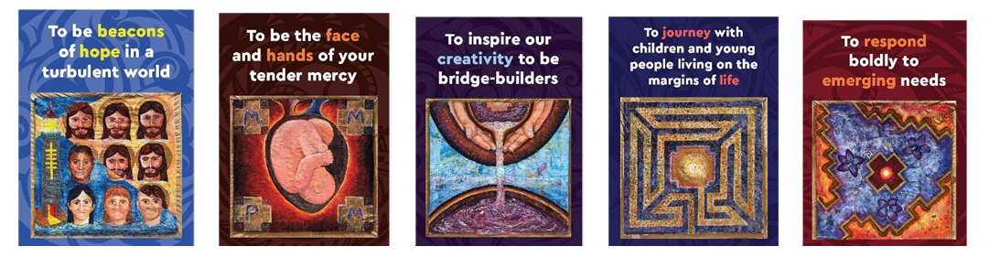 To be beacons
of hope in a
turbulent world
To be the face
and hands of your
tender mercy
M
M
P
M
To inspire our
creativity to be
bridge-builders
To journey with
children and young
people living on the
margins of life
To respond
boldly to
emerging needs